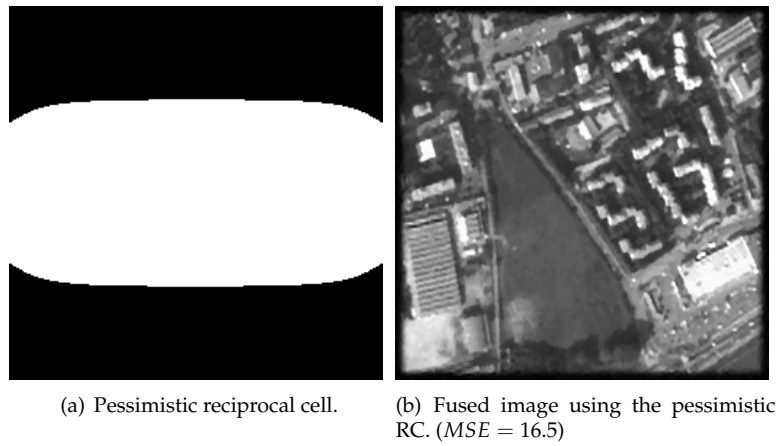 (a) Pessimistic reciprocal cell.
(b) Fused image using the pessimistic
RC. (MSE = 16.5)